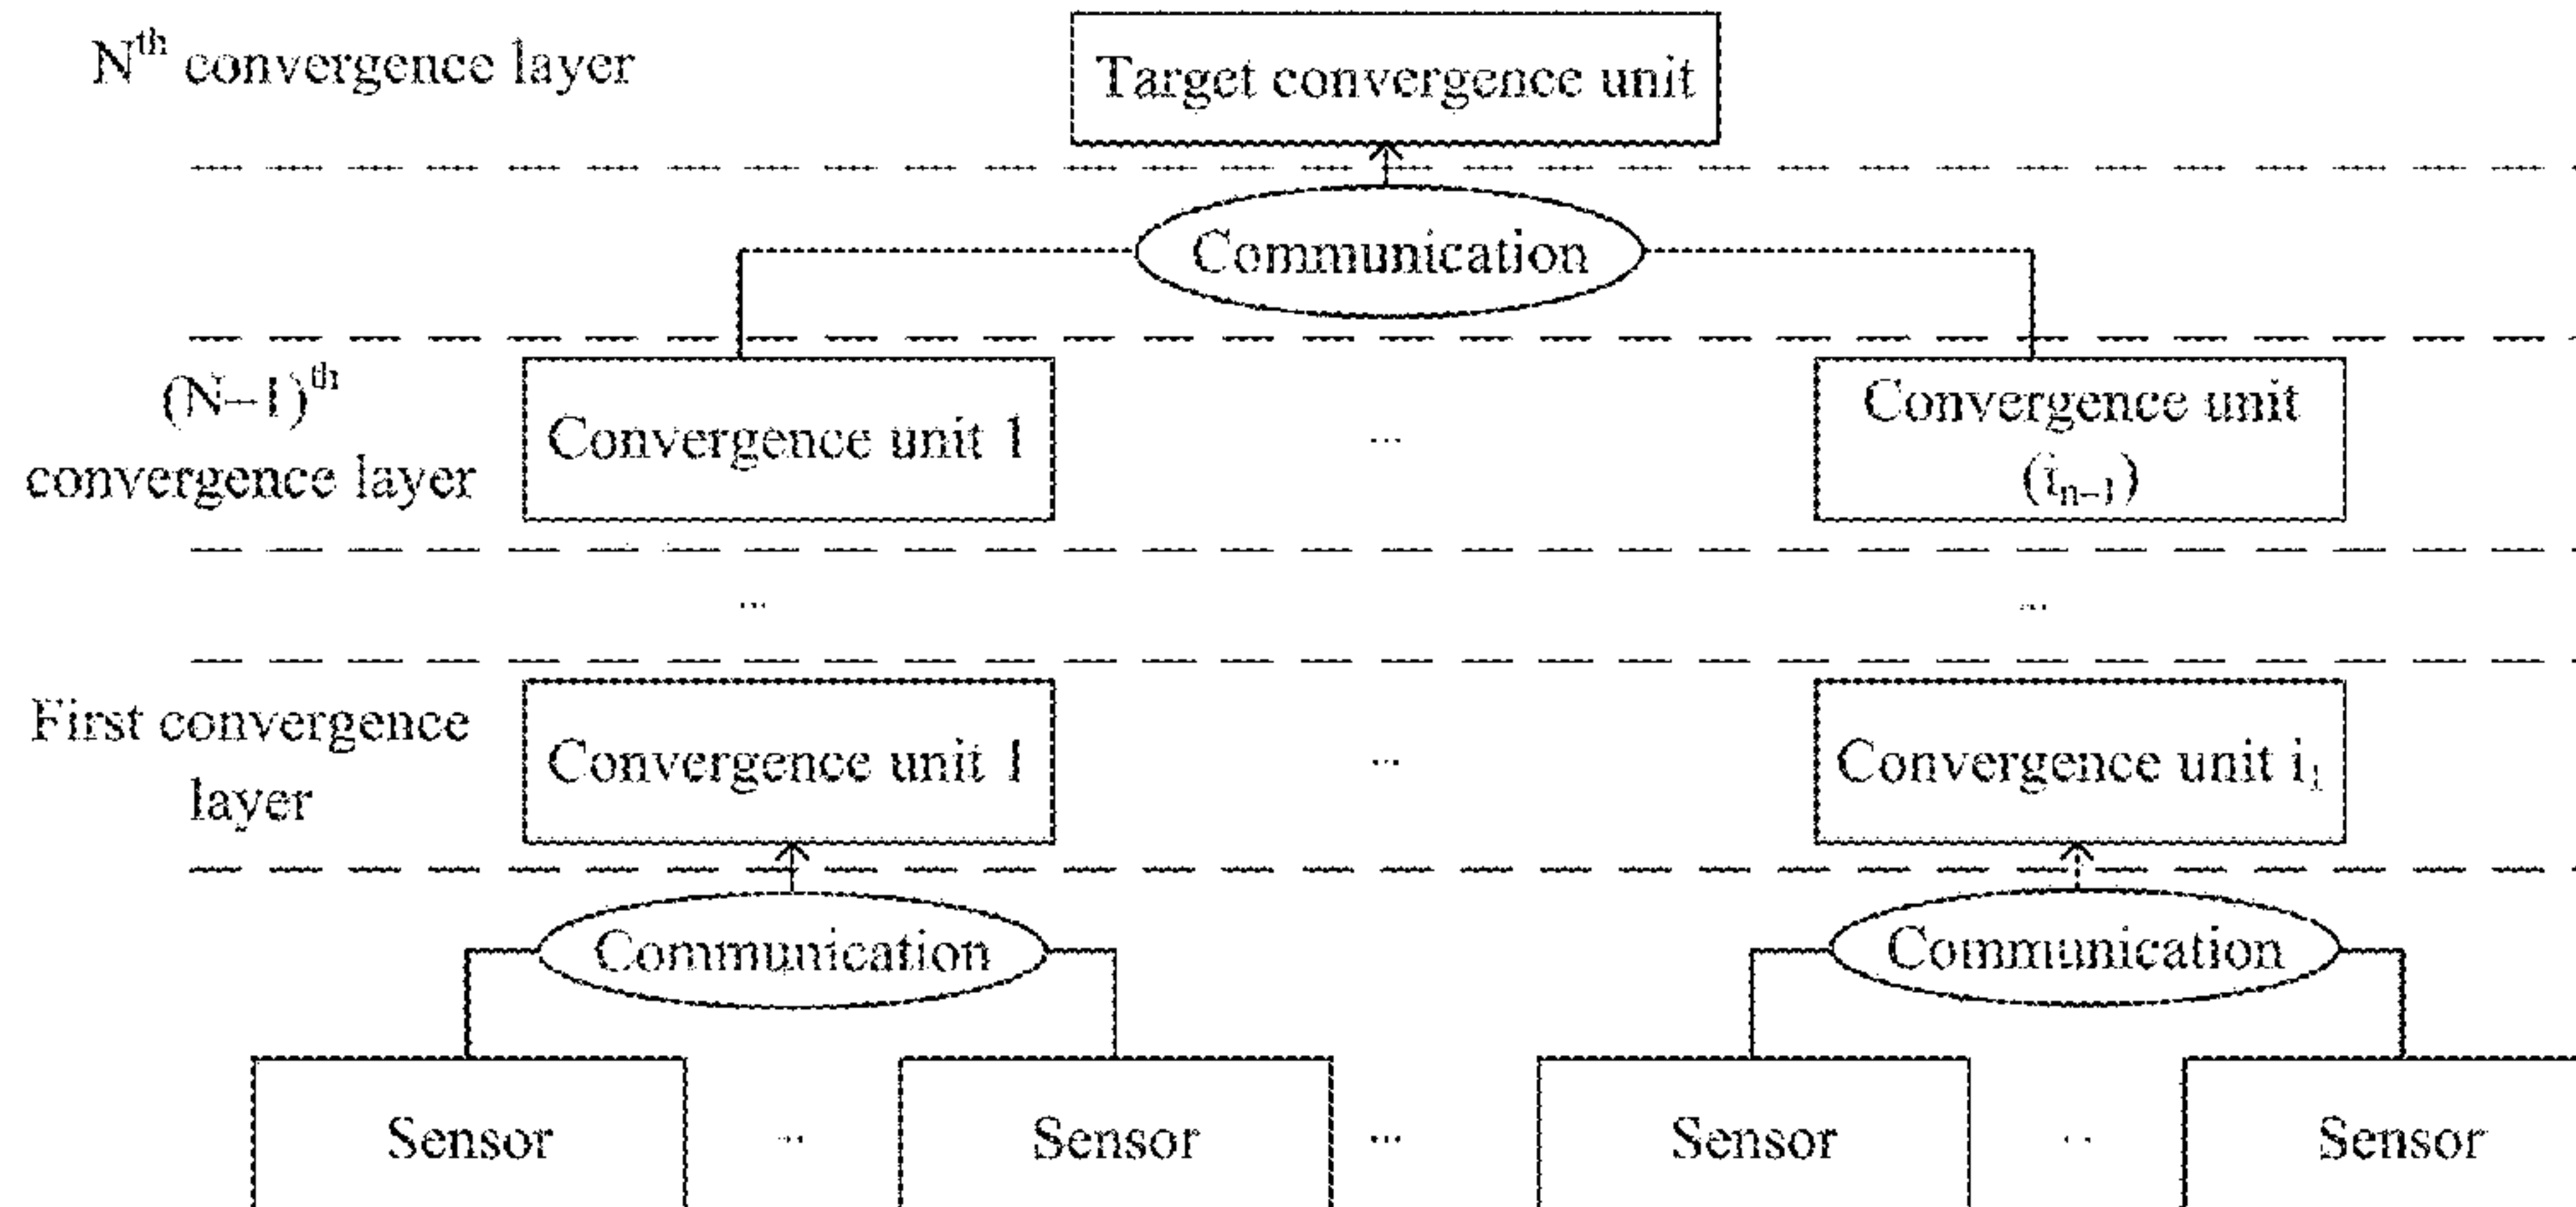 Nth convergence layer
Target convergence unit
Communication
(N−1)th
convergence layer
Convergence unit 1
...
Convergence unit
(in−1)
...
...
First convergence
layer
Convergence unit 1
...
Convergence unit i1
Communication
Communication
Sensor
...
Sensor
...
Sensor
...
Sensor